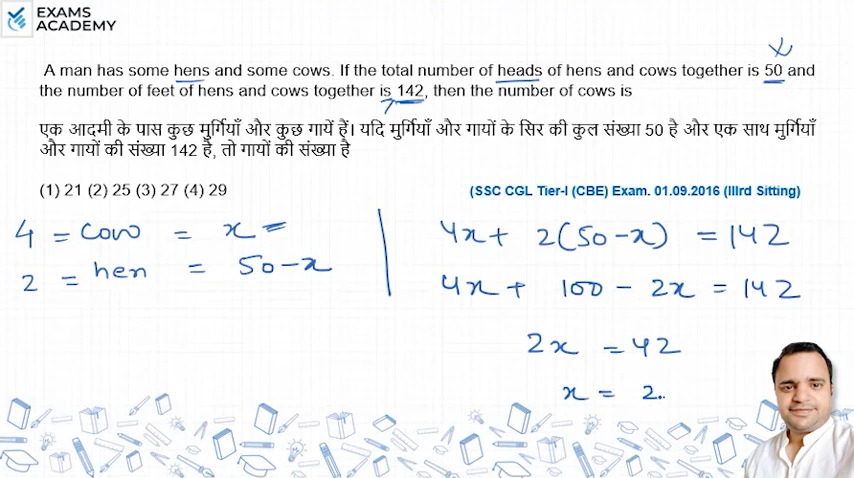 EXAMS
ACADEMY
A man has some hens and some cows. If the total number of heads of hens and cows together is 50 and
the number of feet of hens and cows together is 142, then the number of cows is
एक आदमी के पास कुछ मुर्गियाँ और कुछ गायें हैं। यदि मुर्गियाँ और गायों के सिर की कुल संख्या 50 है और एक साथ मुर्गियाँ
और गायों की संख्या 142 है, तो गायों की संख्या है
(1) 21 (2) 25 (3) 27 (4) 29
(SSC CGL Tier-I (CBE) Exam. 01.09.2016 (IIIrd Sitting)
4 = cow = x
2 = hen = 50-x
4x + 2(50-x) = 142
4x + 100 - 2x = 142
2x = 42
x = 2